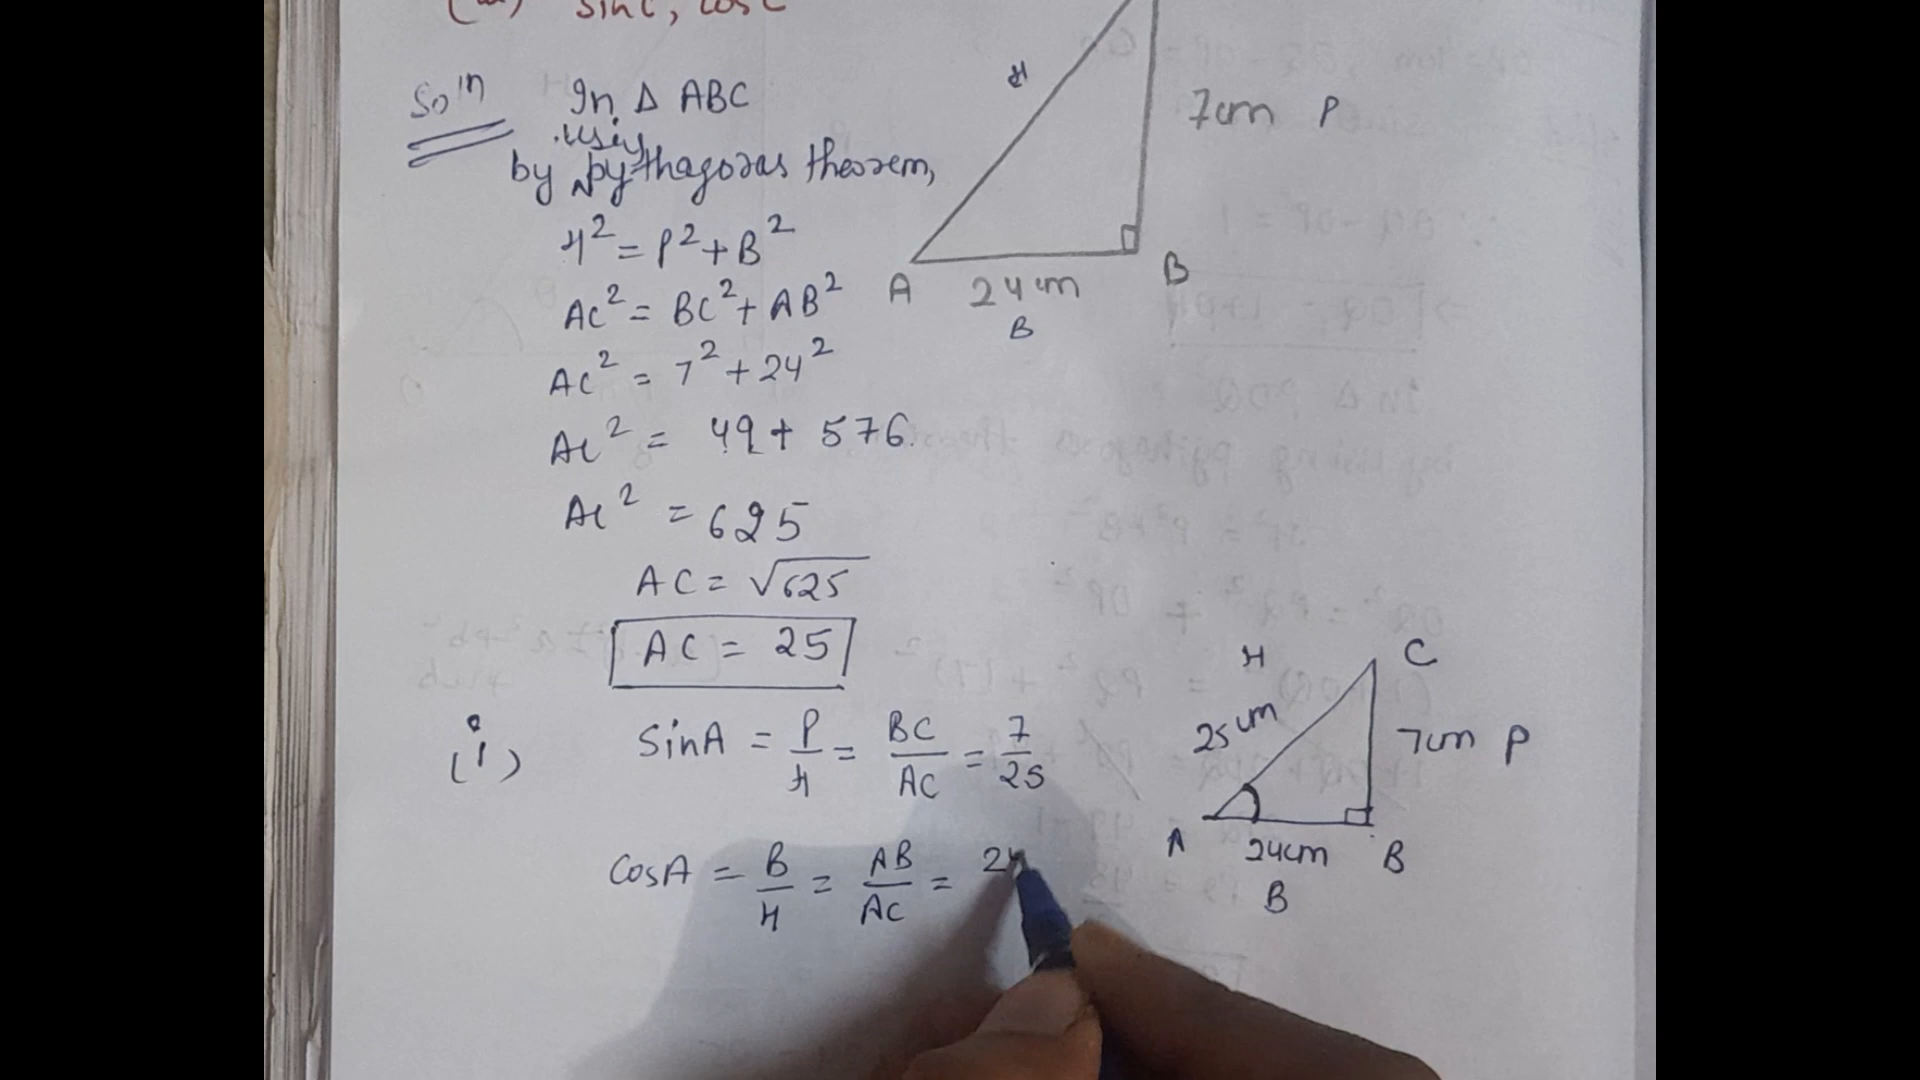 sinC, cosC
Soln In Δ ABC
by using pythagoras theorem,
H² = P² + B²
AC² = BC² + AB²
AC² = 7² + 24²
AC² = 49 + 576
AC² = 625
AC = √625
AC = 25
H
7cm P
A 24cm B
B
(i) SinA = P/H = BC/AC = 7/25
CosA = B/H = AB/AC = 24
H C
25cm 7cm P
A 24cm B
B